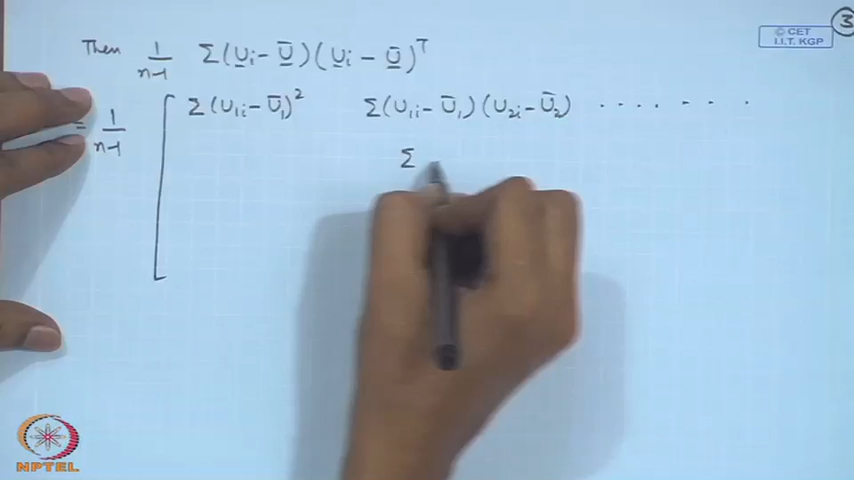 Then 1/(n-1) Σ(U̲i - Ū̲)(U̲i - Ū̲)ᵀ
= 1/(n-1) [ Σ(U₁ᵢ - Ū₁)² Σ(U₁ᵢ - Ū₁)(U₂ᵢ - Ū₂) .......
Σ
© CET
I.I.T. KGP
3
NPTEL